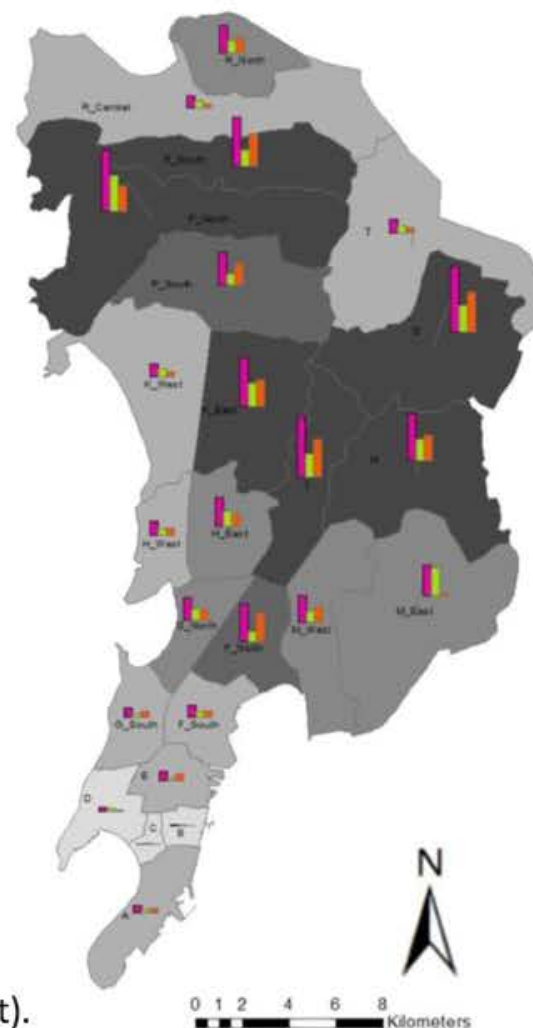 R_North
R_Central
R_South
P_North
T
P_South
S
K_West
K_East
N
L
H_East
H_West
M_East
G_North
F_North
M_West
G_South
F_South
E
D
C
B
A
N
t).
0 1 2 4 6 8
Kilometers